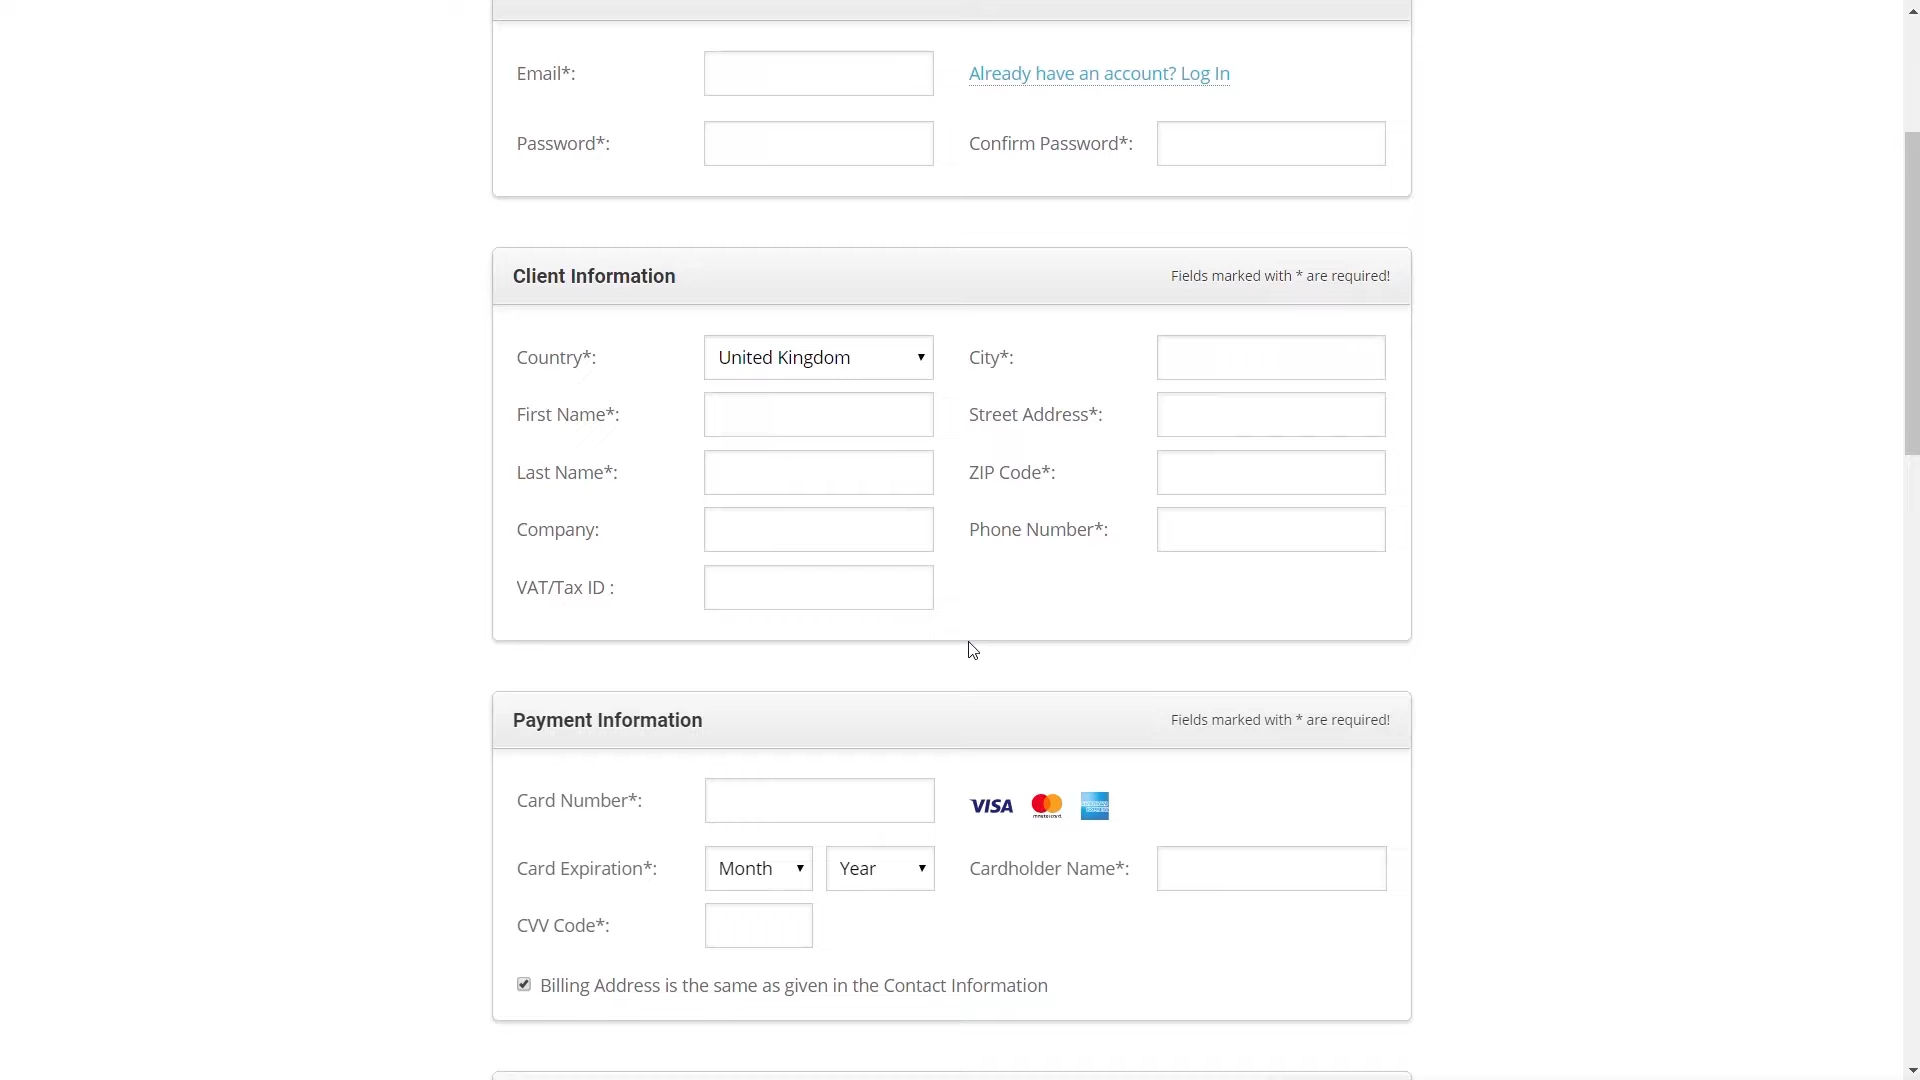 Email*:
Already have an account? Log In
Password*:
Confirm Password*:
Client Information
Fields marked with * are required!
Country*:
United Kingdom
City*:
First Name*:
Street Address*:
Last Name*:
ZIP Code*:
Company:
Phone Number*:
VAT/Tax ID :
Payment Information
Fields marked with * are required!
Card Number*:
VISA
mastercard
AMERICAN EXPRESS
Card Expiration*:
Month
Year
Cardholder Name*:
CVV Code*:
Billing Address is the same as given in the Contact Information